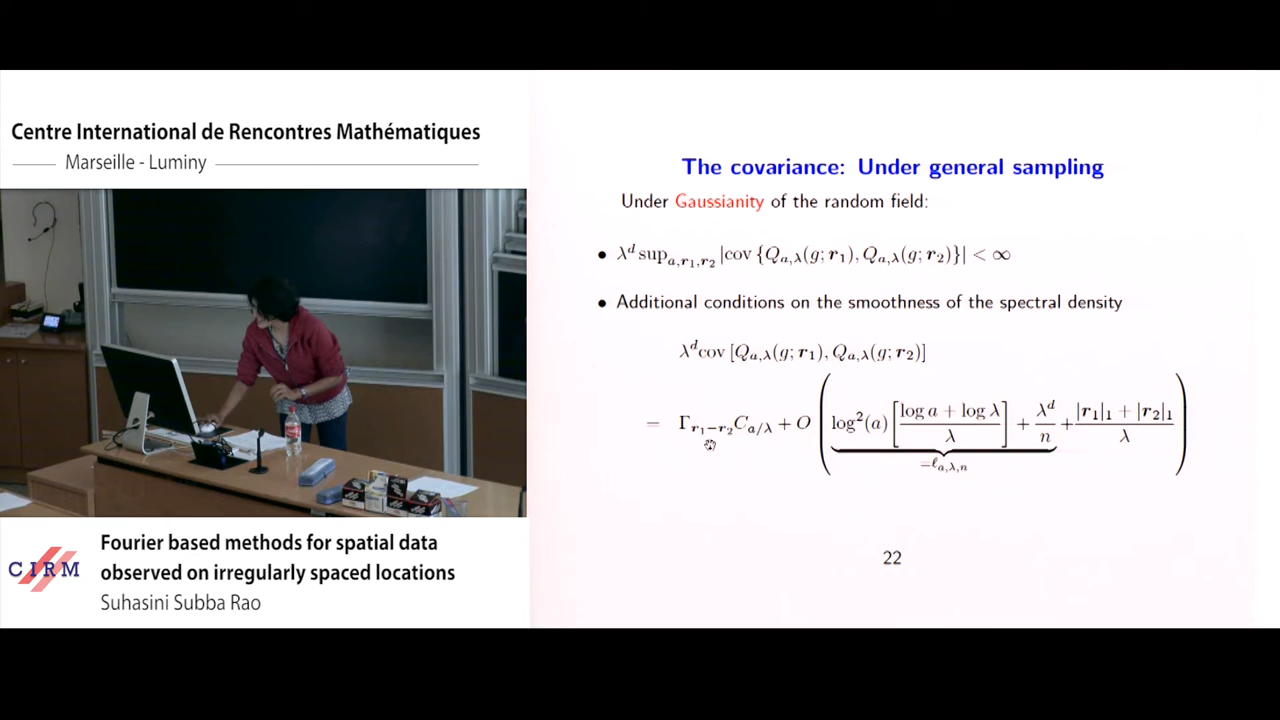 Centre International de Rencontres Mathématiques
Marseille - Luminy
The covariance: Under general sampling
Under Gaussianity of the random field:
• λ^d sup_{a,r₁,r₂} |cov {Q_{a,λ}(g; r₁), Q_{a,λ}(g; r₂)}| < ∞
• Additional conditions on the smoothness of the spectral density
λ^d cov [Q_{a,λ}(g; r₁), Q_{a,λ}(g; r₂)]
= Γ_{r₁−r₂} C_{a/λ} + O ( log²(a) [ (log a + log λ) / λ ] + λ^d / n + (|r₁|₁ + |r₂|₁) / λ )
=ℓ_{a,λ,n}
22
CIRM
Fourier based methods for spatial data
observed on irregularly spaced locations
Suhasini Subba Rao